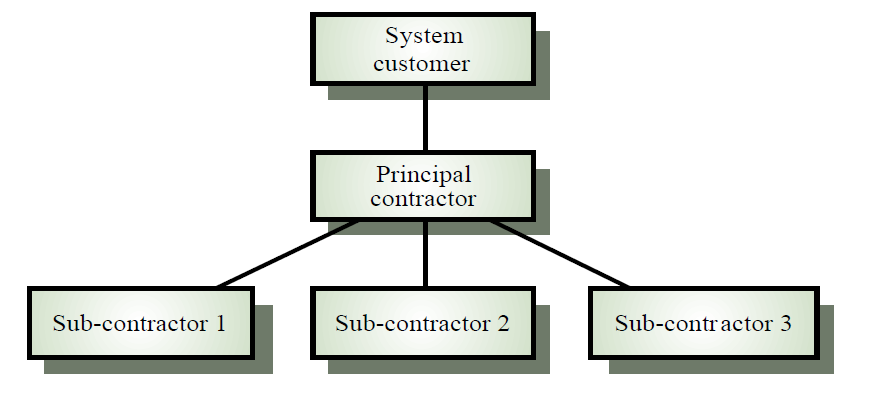 System
customer
Principal
contractor
Sub-contractor 1
Sub-contractor 2
Sub-contractor 3